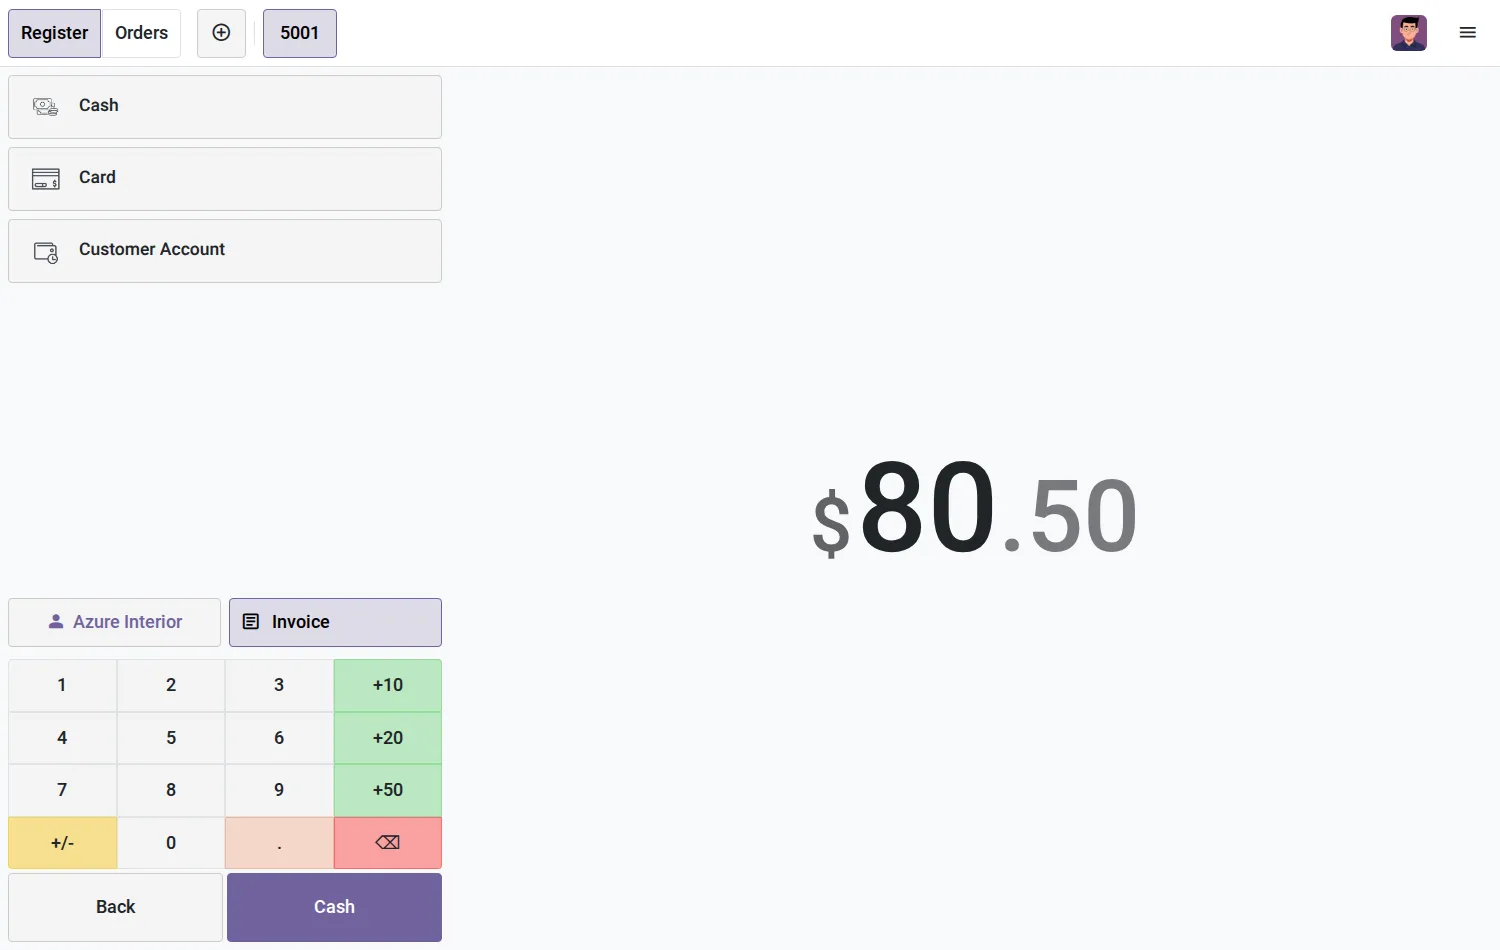 Register Orders 5001
Cash
Card
Customer Account
$80.50
Azure Interior Invoice
1 2 3 +10
4 5 6 +20
7 8 9 +50
+/- 0 . ⌫
Back Cash